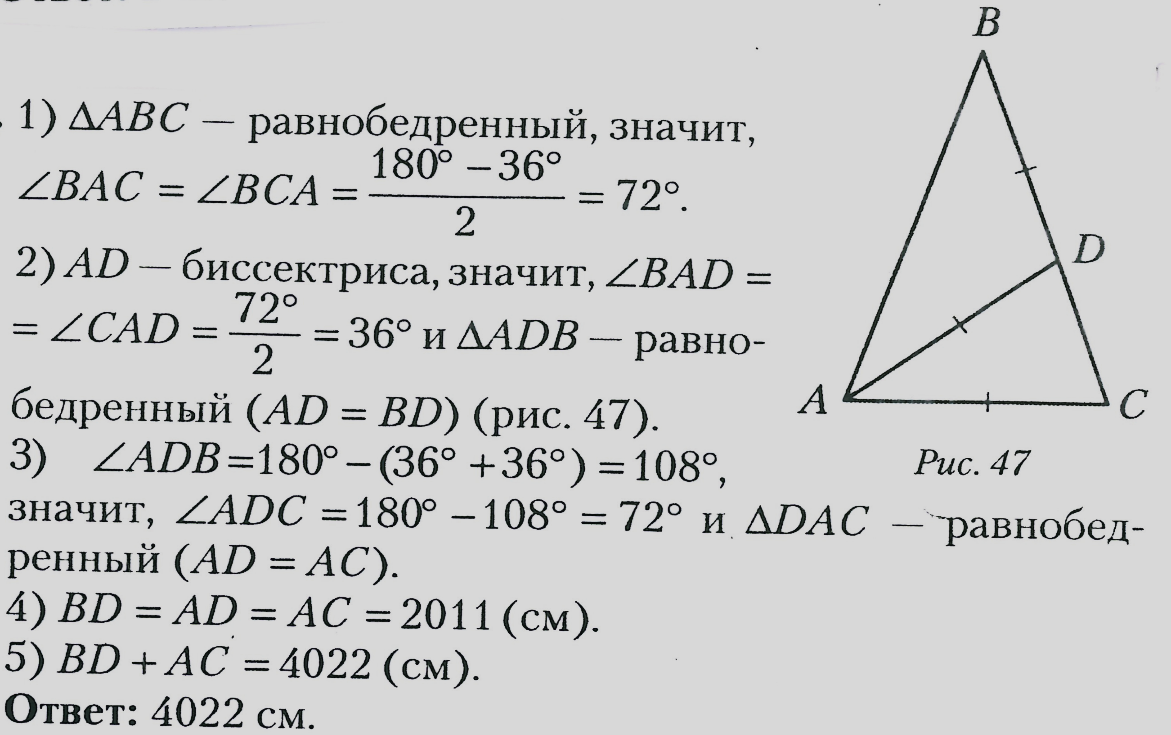 B
1) ΔABC — равнобедренный, значит,
∠BAC = ∠BCA = (180° – 36°)/2 = 72°.
2) AD — биссектриса, значит, ∠BAD =
= ∠CAD = 72°/2 = 36° и ΔADB — равно-
бедренный (AD = BD) (рис. 47).
D
A
C
Рис. 47
3) ∠ADB=180° – (36° + 36°) = 108°,
значит, ∠ADC = 180° – 108° = 72° и ΔDAC — равнобед-
ренный (AD = AC).
4) BD = AD = AC = 2011 (см).
5) BD + AC = 4022 (см).
Ответ: 4022 см.